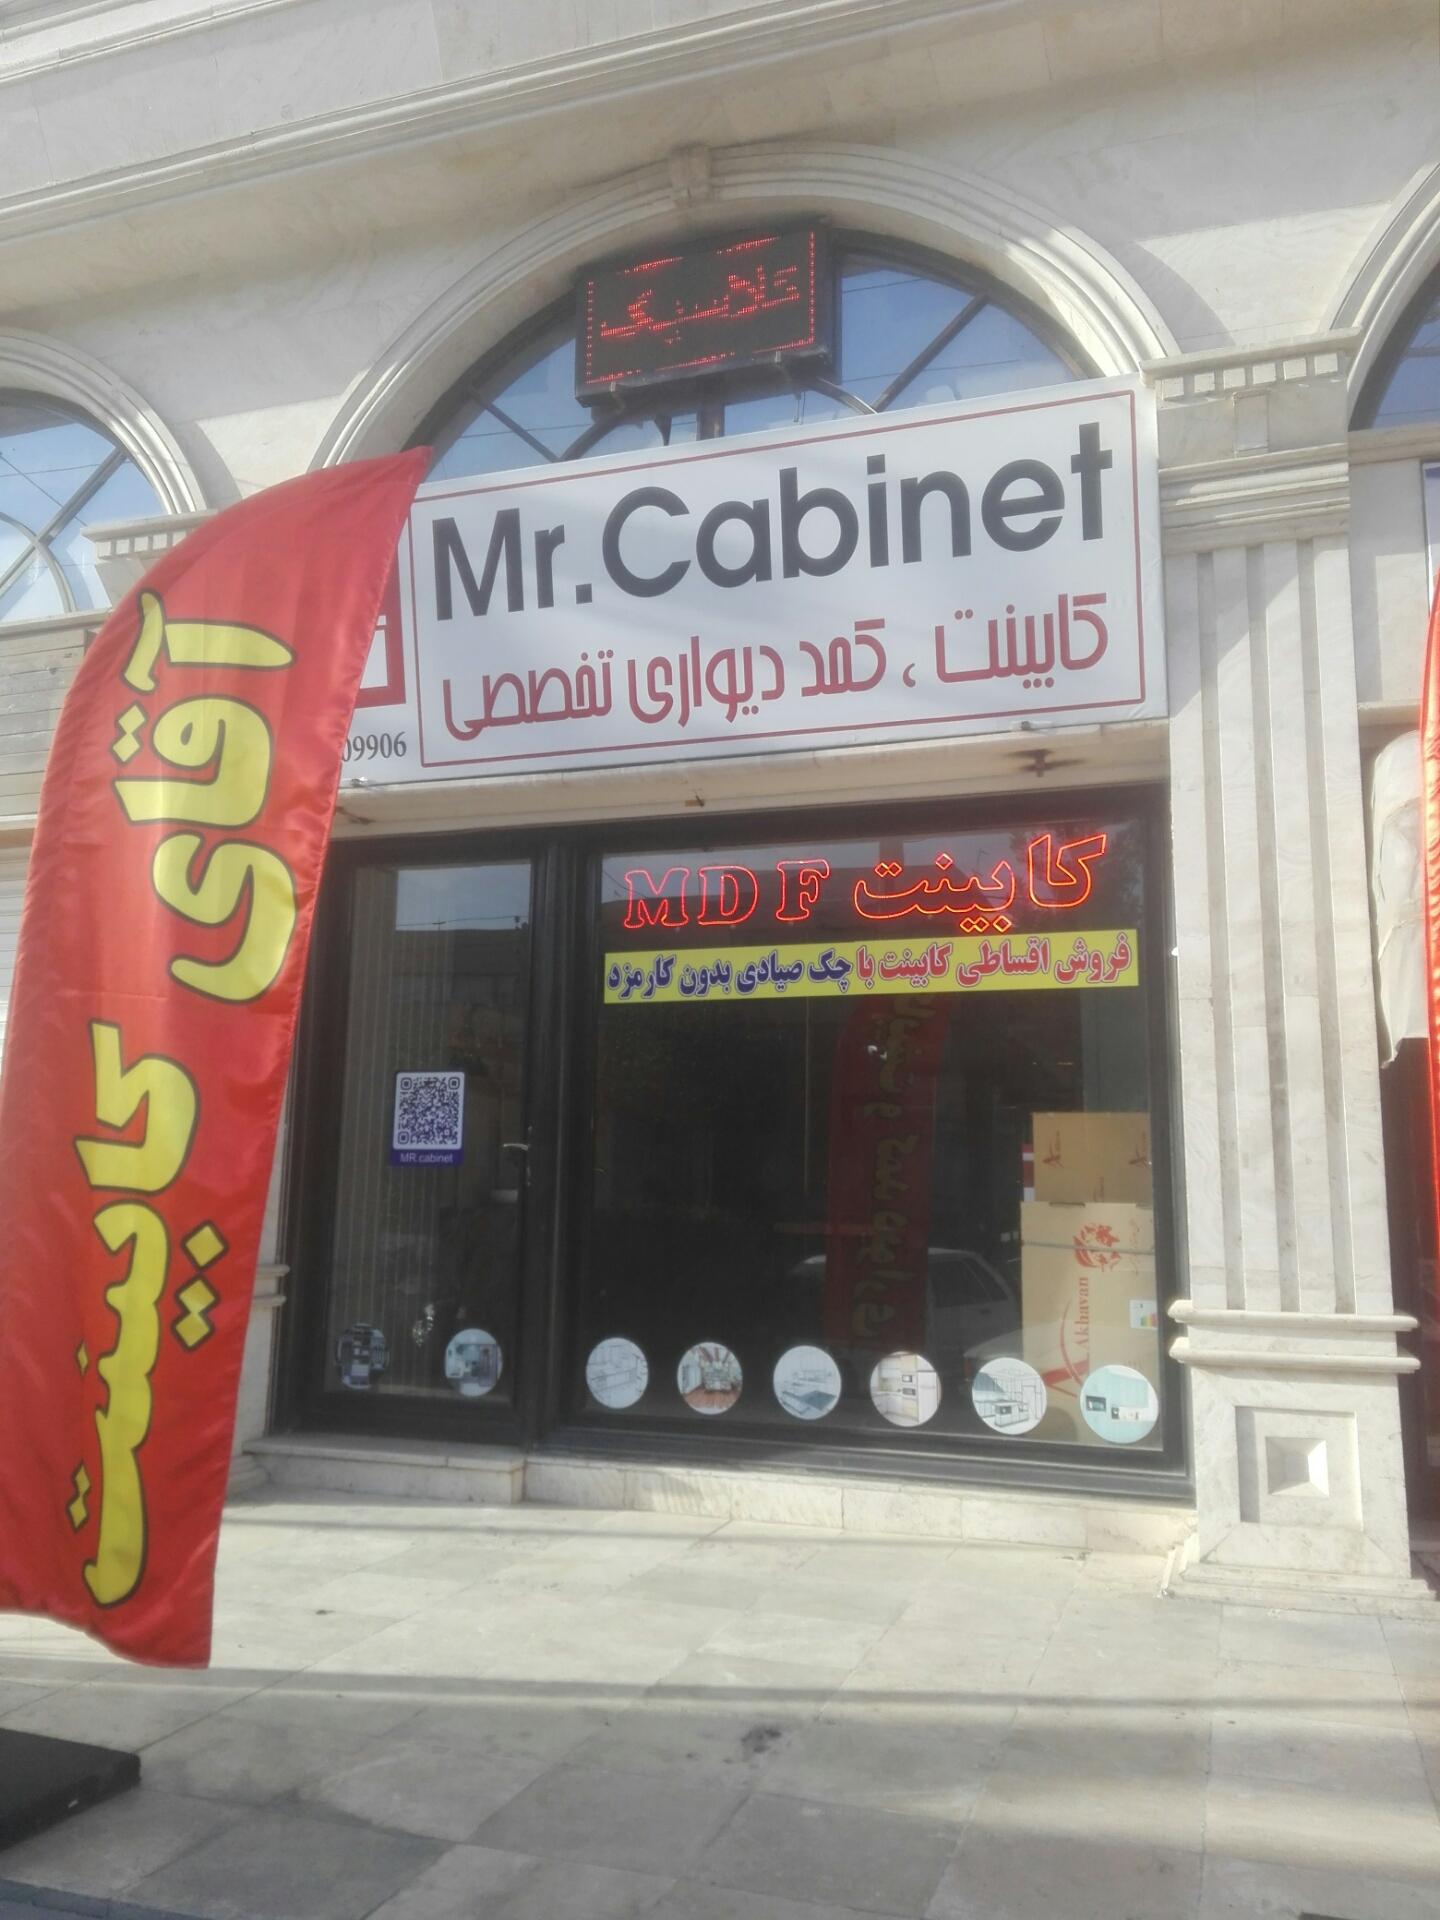 کلاسیک
Mr.Cabinet
کابینت ، کمد دیواری تخصصی
09906
آقای کابینت
کابینت MDF
فروش اقساطی کابینت با چک صیادی بدون کارمزد
MR.cabinet
Akhavan